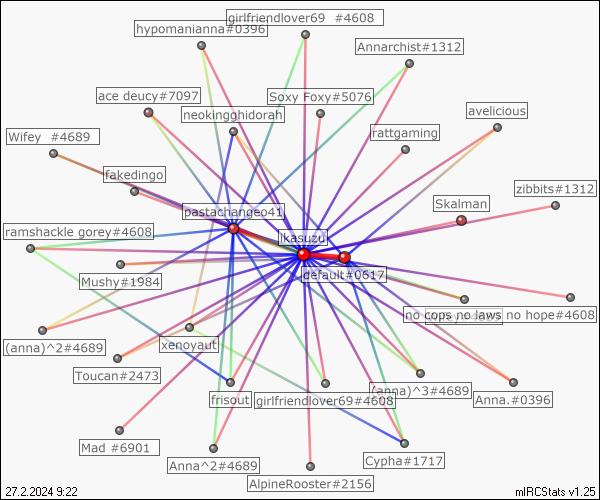 girlfriendlover69 #4608
hypomanianna#0396
Annarchist#1312
ace deucy#7097
Soxy Foxy#5076
neokingghidorah
avelicious
Wifey #4689
rattgaming
fakedingo
zibbits#1312
Skalman
pastachangeo41
ramshackle gorey#4608
lkasuzu
default#0617
Mushy#1984
no cops no laws no hope#4608
(anna)^2#4689
xenoyaut
Toucan#2473
(anna)^3#4689
frisout
girlfriendlover69#4608
Anna.#0396
Mad #6901
Anna^2#4689
Cypha#1717
AlpineRooster#2156
27.2.2024 9:22
mIRCStats v1.25